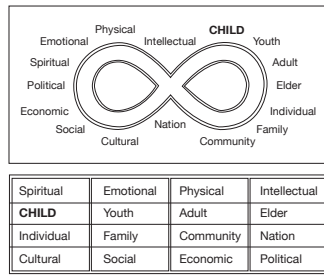 Physical
CHILD
Emotional
Intellectual
Youth
Spiritual
Adult
Political
Elder
Economic
Individual
Social
Nation
Family
Cultural
Community
Spiritual Emotional Physical Intellectual
CHILD Youth Adult Elder
Individual Family Community Nation
Cultural Social Economic Political